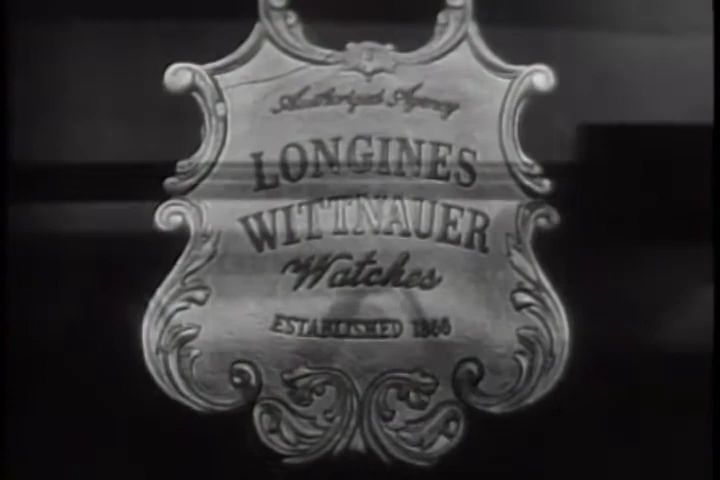 Authorized Agency
LONGINES
WITTNAUER
Watches
ESTABLISHED 1866